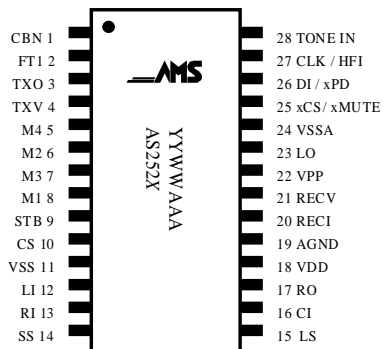 CBN 1
FT1 2
TXO 3
TXV 4
M4 5
M2 6
M3 7
M1 8
STB 9
CS 10
VSS 11
LI 12
RI 13
SS 14
AMS
YYWWAAA
AS252X
28 TONE IN
27 CLK / HFI
26 DI / xPD
25 xCS/ xMUTE
24 VSSA
23 LO
22 VPP
21 RECV
20 RECI
19 AGND
18 VDD
17 RO
16 CI
15 LS